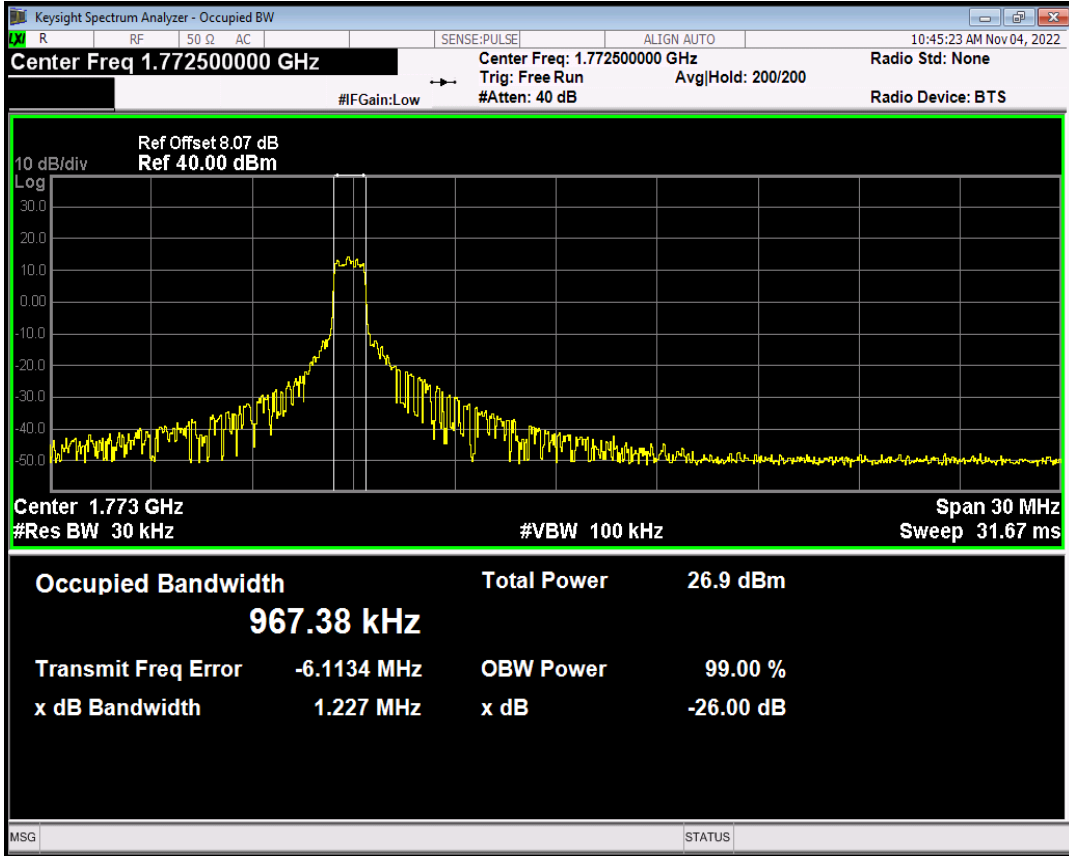 Keysight Spectrum Analyzer - Occupied BW
LXI R RF 50 Ω AC SENSE:PULSE ALIGN AUTO 10:45:23 AM Nov 04, 2022
Center Freq 1.772500000 GHz
Center Freq: 1.772500000 GHz Radio Std: None
Trig: Free Run Avg|Hold: 200/200
#IFGain:Low #Atten: 40 dB Radio Device: BTS
Ref Offset 8.07 dB
10 dB/div Ref 40.00 dBm
Log
30.0
20.0
10.0
0.00
-10.0
-20.0
-30.0
-40.0
-50.0
Center 1.773 GHz Span 30 MHz
#Res BW 30 kHz #VBW 100 kHz Sweep 31.67 ms
Occupied Bandwidth Total Power 26.9 dBm
967.38 kHz
Transmit Freq Error -6.1134 MHz OBW Power 99.00 %
x dB Bandwidth 1.227 MHz x dB -26.00 dB
MSG STATUS